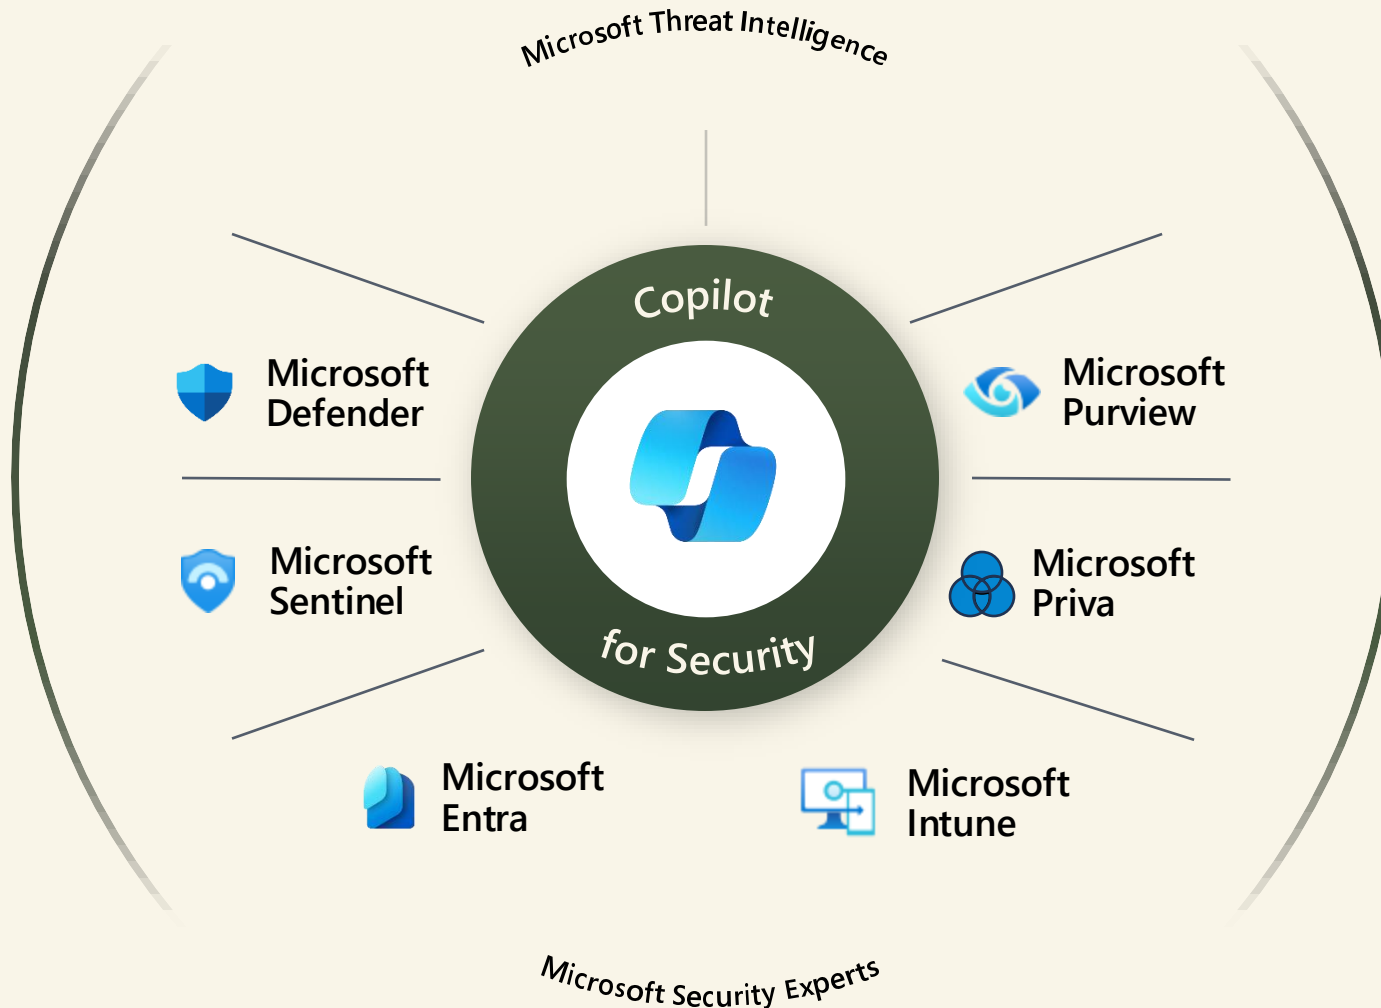 Microsoft Threat Intelligence
Copilot
for Security
Microsoft
Defender
Microsoft
Purview
Microsoft
Sentinel
Microsoft
Priva
Microsoft
Entra
Microsoft
Intune
Microsoft Security Experts